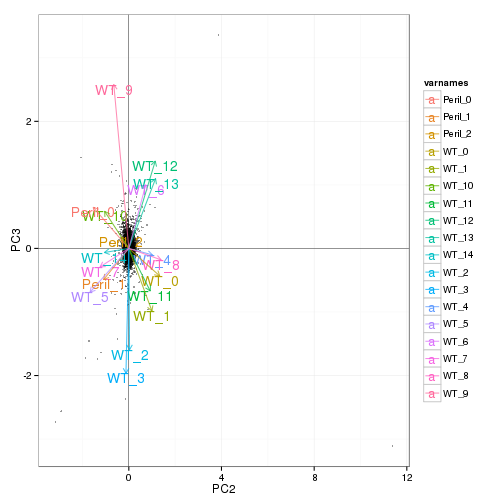 varnames
a Peril_0
a Peril_1
a Peril_2
a WT_0
a WT_1
a WT_10
a WT_11
a WT_12
a WT_13
a WT_14
a WT_2
a WT_3
a WT_4
a WT_5
a WT_6
a WT_7
a WT_8
a WT_9
WT_9
WT_12
WT_13
WT_6
Peril_0
WT_10
Peril_2
WT_4
WT_8
WT_7
WT_0
Peril_1
WT_5
WT_11
WT_1
WT_2
WT_3
PC3
2
0
-2
0
4
8
12
PC2